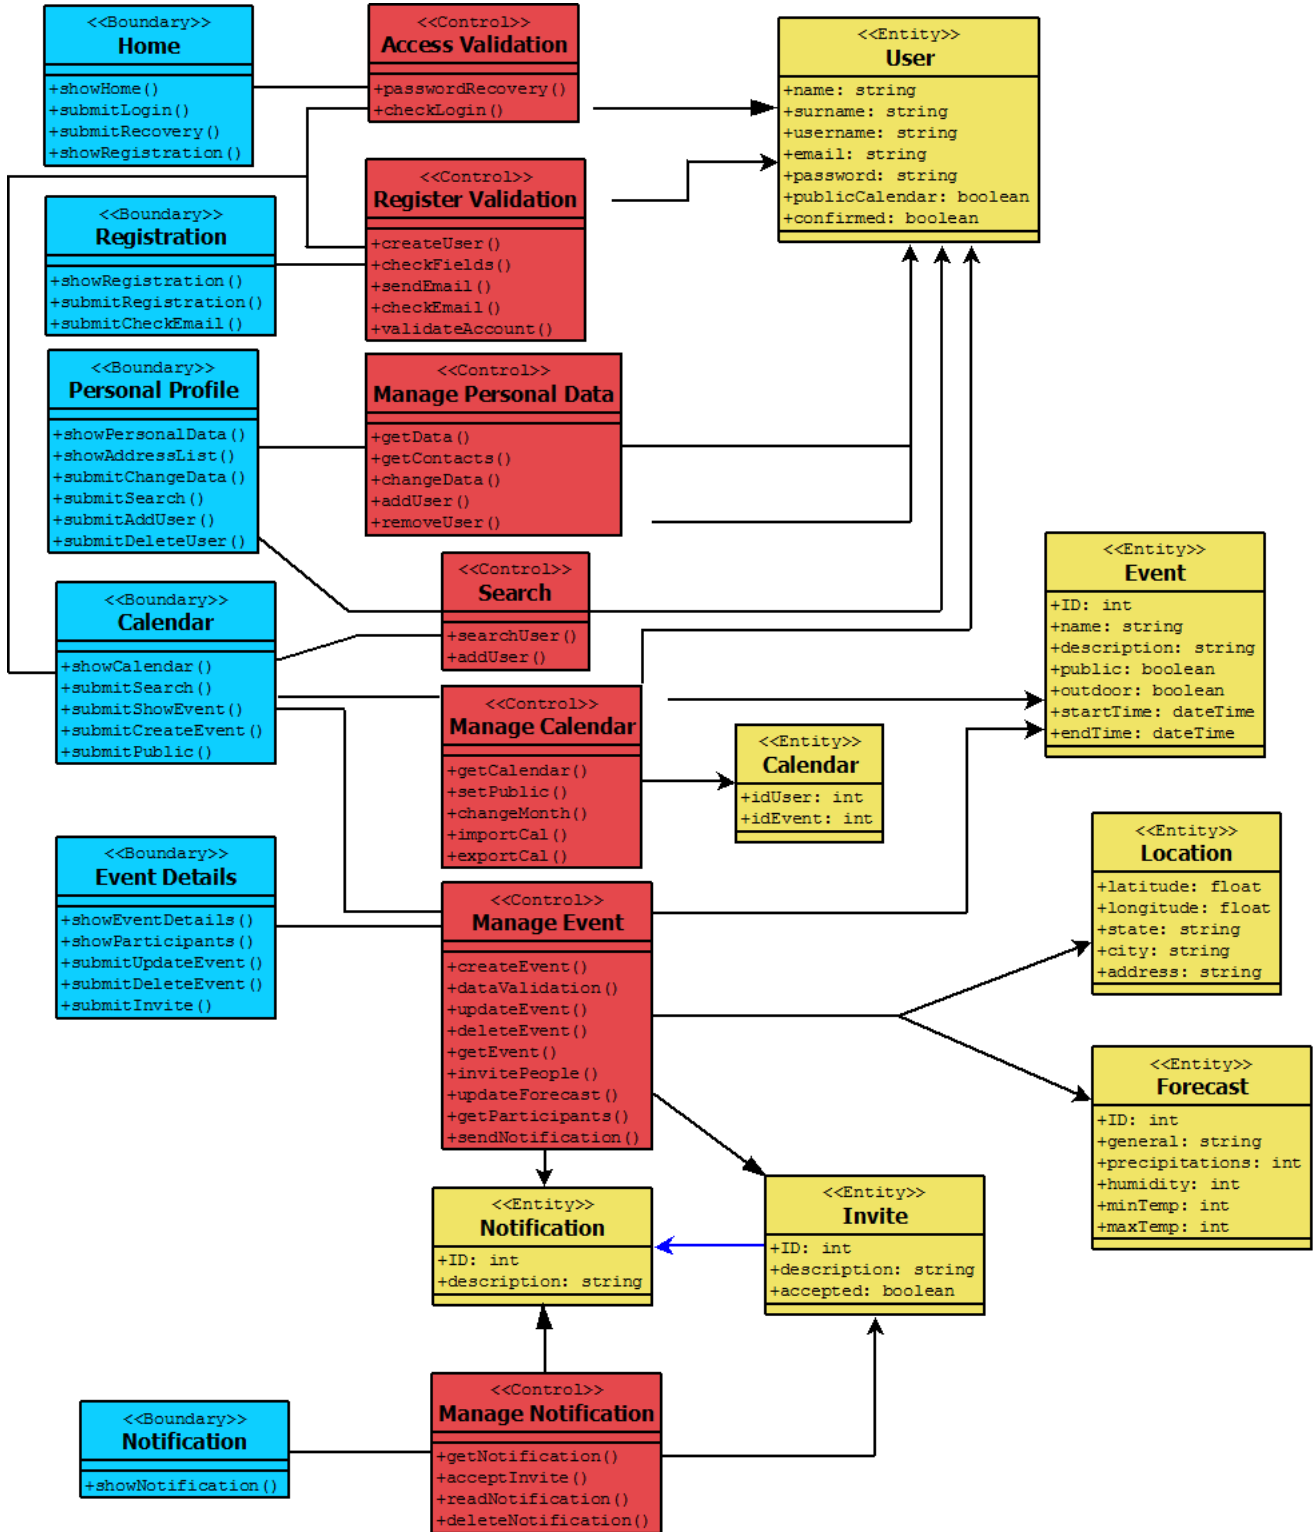 <<Boundary>>
Home
+showHome()
+submitLogin()
+submitRecovery()
+showRegistration()
<<Control>>
Access Validation
+passwordRecovery()
+checkLogin()
<<Entity>>
User
+name: string
+surname: string
+username: string
+email: string
+password: string
+publicCalendar: boolean
+confirmed: boolean
<<Boundary>>
Registration
+showRegistration()
+submitRegistration()
+submitCheckEmail()
<<Control>>
Register Validation
+createUser()
+checkFields()
+sendEmail()
+checkEmail()
+validateAccount()
<<Boundary>>
Personal Profile
+showPersonalData()
+showAddressList()
+submitChangeData()
+submitSearch()
+submitAddUser()
+submitDeleteUser()
<<Control>>
Manage Personal Data
+getData()
+getContacts()
+changeData()
+addUser()
+removeUser()
<<Control>>
Search
+searchUser()
+addUser()
<<Entity>>
Event
+ID: int
+name: string
+description: string
+public: boolean
+outdoor: boolean
+startTime: dateTime
+endTime: dateTime
<<Boundary>>
Calendar
+showCalendar()
+submitSearch()
+submitShowEvent()
+submitCreateEvent()
+submitPublic()
<<Control>>
Manage Calendar
+getCalendar()
+setPublic()
+changeMonth()
+importCal()
+exportCal()
<<Entity>>
Calendar
+idUser: int
+idEvent: int
<<Entity>>
Location
+latitude: float
+longitude: float
+state: string
+city: string
+address: string
<<Boundary>>
Event Details
+showEventDetails()
+showParticipants()
+submitUpdateEvent()
+submitDeleteEvent()
+submitInvite()
<<Control>>
Manage Event
+createEvent()
+dataValidation()
+updateEvent()
+deleteEvent()
+getEvent()
+invitePeople()
+updateForecast()
+getParticipants()
+sendNotification()
<<Entity>>
Forecast
+ID: int
+general: string
+precipitations: int
+humidity: int
+minTemp: int
+maxTemp: int
<<Entity>>
Notification
+ID: int
+description: string
<<Entity>>
Invite
+ID: int
+description: string
+accepted: boolean
<<Boundary>>
Notification
+showNotification()
<<Control>>
Manage Notification
+getNotification()
+acceptInvite()
+readNotification()
+deleteNotification()